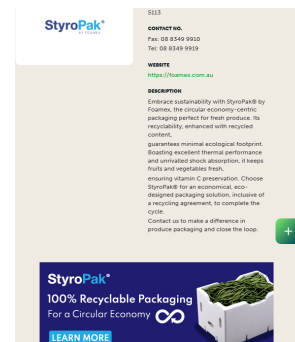 5113
StyroPak®
BY FOAMEX
CONTACT NO.
Fax: 08 8349 9910
Tel: 08 8349 9919
WEBSITE
https://foamex.com.au
DESCRIPTION
Embrace sustainability with StyroPak® by
Foamex, the circular economy-centric
packaging perfect for fresh produce. Its
recyclability, enhanced with recycled
content,
guarantees minimal ecological footprint.
Boasting excellent thermal performance
and unrivalled shock absorption, it keeps
fruits and vegetables fresh,
ensuring vitamin C preservation. Choose
StyroPak® for an economical, eco-
designed packaging solution, inclusive of
a recycling agreement, to complete the
cycle.
Contact us to make a difference in
produce packaging and close the loop.
+
StyroPak®
100% Recyclable Packaging
For a Circular Economy
LEARN MORE